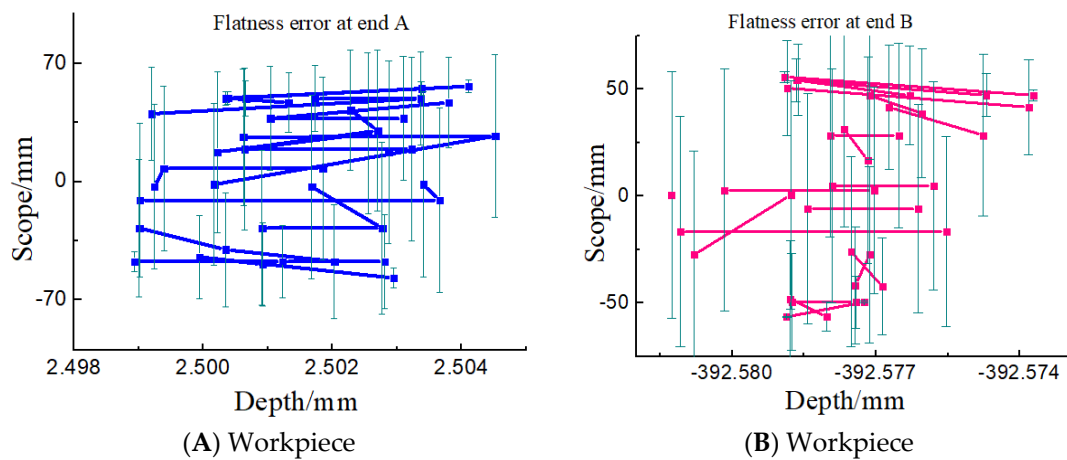 Flatness error at end A
70
0
-70
2.498 2.500 2.502 2.504
Scope/mm
Depth/mm
(A) Workpiece
Flatness error at end B
50
0
-50
-392.580 -392.577 -392.574
Scope/mm
Depth/mm
(B) Workpiece